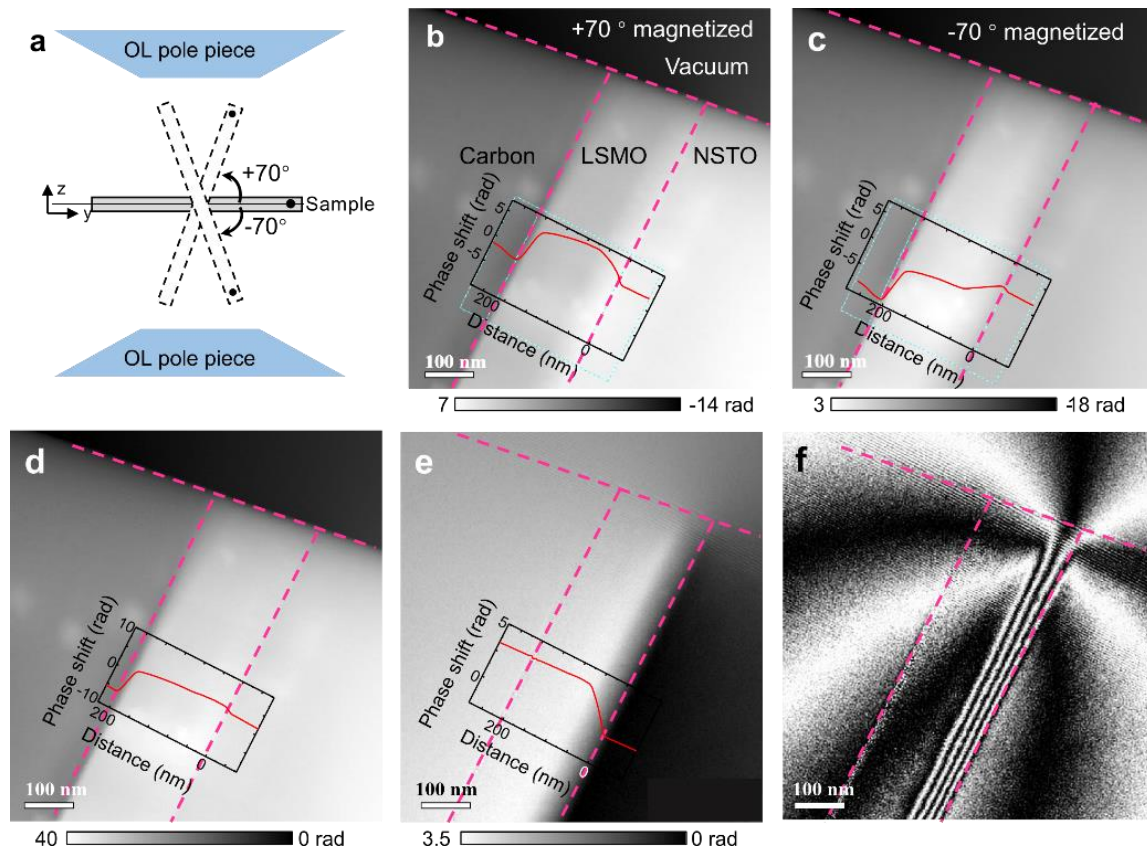 a
OL pole piece
+70°
z
y
Sample
-70°
OL pole piece
b
+70 ° magnetized
Vacuum
Carbon
LSMO
NSTO
Phase shift (rad)
5
0
-5
200
0
Distance (nm)
100 nm
7
-14 rad
c
-70 ° magnetized
Phase shift (rad)
5
0
-5
200
0
Distance (nm)
100 nm
3
-18 rad
d
Phase shift (rad)
10
0
-10
200
0
Distance (nm)
100 nm
40
0 rad
e
Phase shift (rad)
5
0
200
0
Distance (nm)
100 nm
3.5
0 rad
f
100 nm